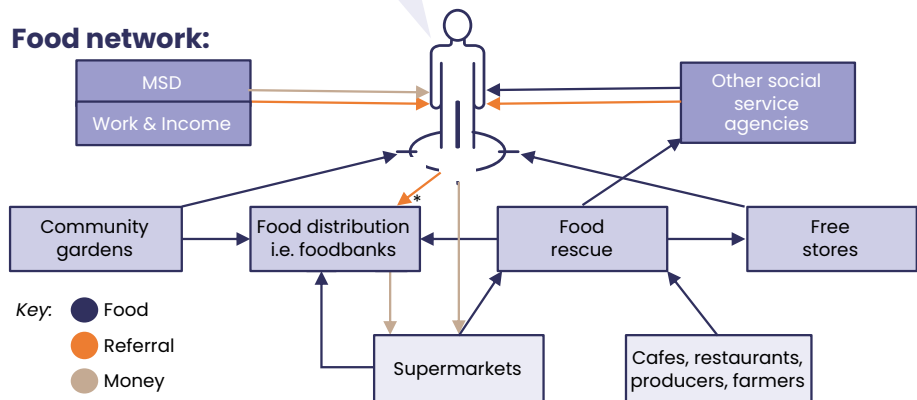 Food network:
MSD
Work & Income
Other social
service
agencies
*
Community
gardens
Food distribution
i.e. foodbanks
Food
rescue
Free
stores
Key:
Food
Referral
Money
Supermarkets
Cafes, restaurants,
producers, farmers